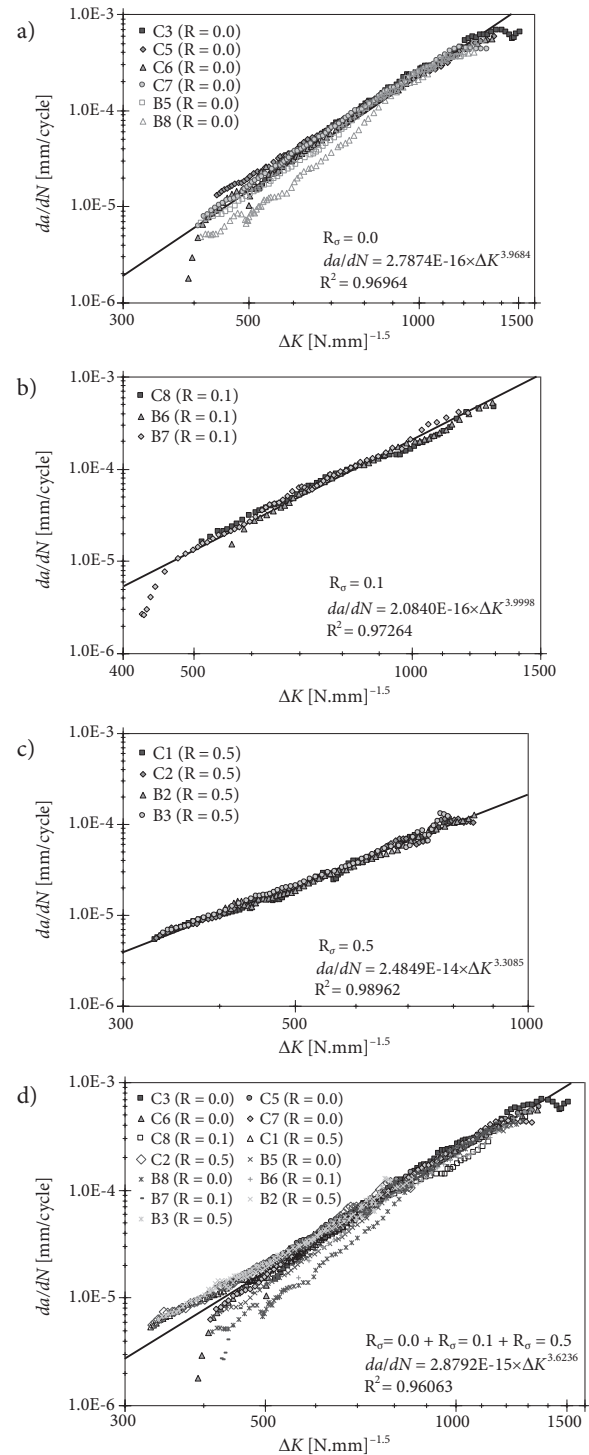 a)
da/dN [mm/cycle]
1.0E-3
1.0E-4
1.0E-5
1.0E-6
C3 (R = 0.0)
C5 (R = 0.0)
C6 (R = 0.0)
C7 (R = 0.0)
B5 (R = 0.0)
B8 (R = 0.0)
Rσ = 0.0
da/dN = 2.7874E-16×ΔK^3.9684
R² = 0.96964
300 500 1000 1500
ΔK [N.mm]^–1.5
b)
da/dN [mm/cycle]
1.0E-3
1.0E-4
1.0E-5
1.0E-6
C8 (R = 0.1)
B6 (R = 0.1)
B7 (R = 0.1)
Rσ = 0.1
da/dN = 2.0840E-16×ΔK^3.9998
R² = 0.97264
400 500 1000 1500
ΔK [N.mm]^–1.5
c)
da/dN [mm/cycle]
1.0E-3
1.0E-4
1.0E-5
1.0E-6
C1 (R = 0.5)
C2 (R = 0.5)
B2 (R = 0.5)
B3 (R = 0.5)
Rσ = 0.5
da/dN = 2.4849E-14×ΔK^3.3085
R² = 0.98962
300 500 1000
ΔK [N.mm]^–1.5
d)
da/dN [mm/cycle]
1.0E-3
1.0E-4
1.0E-5
1.0E-6
C3 (R = 0.0) C5 (R = 0.0)
C6 (R = 0.0) C7 (R = 0.0)
C8 (R = 0.1) C1 (R = 0.5)
C2 (R = 0.5) B5 (R = 0.0)
B8 (R = 0.0) B6 (R = 0.1)
B7 (R = 0.1) B2 (R = 0.5)
B3 (R = 0.5)
Rσ= 0.0 + Rσ = 0.1 + Rσ = 0.5
da/dN = 2.8792E-15×ΔK^3.6236
R² = 0.96063
300 500 1000 1500
ΔK [N.mm]^–1.5